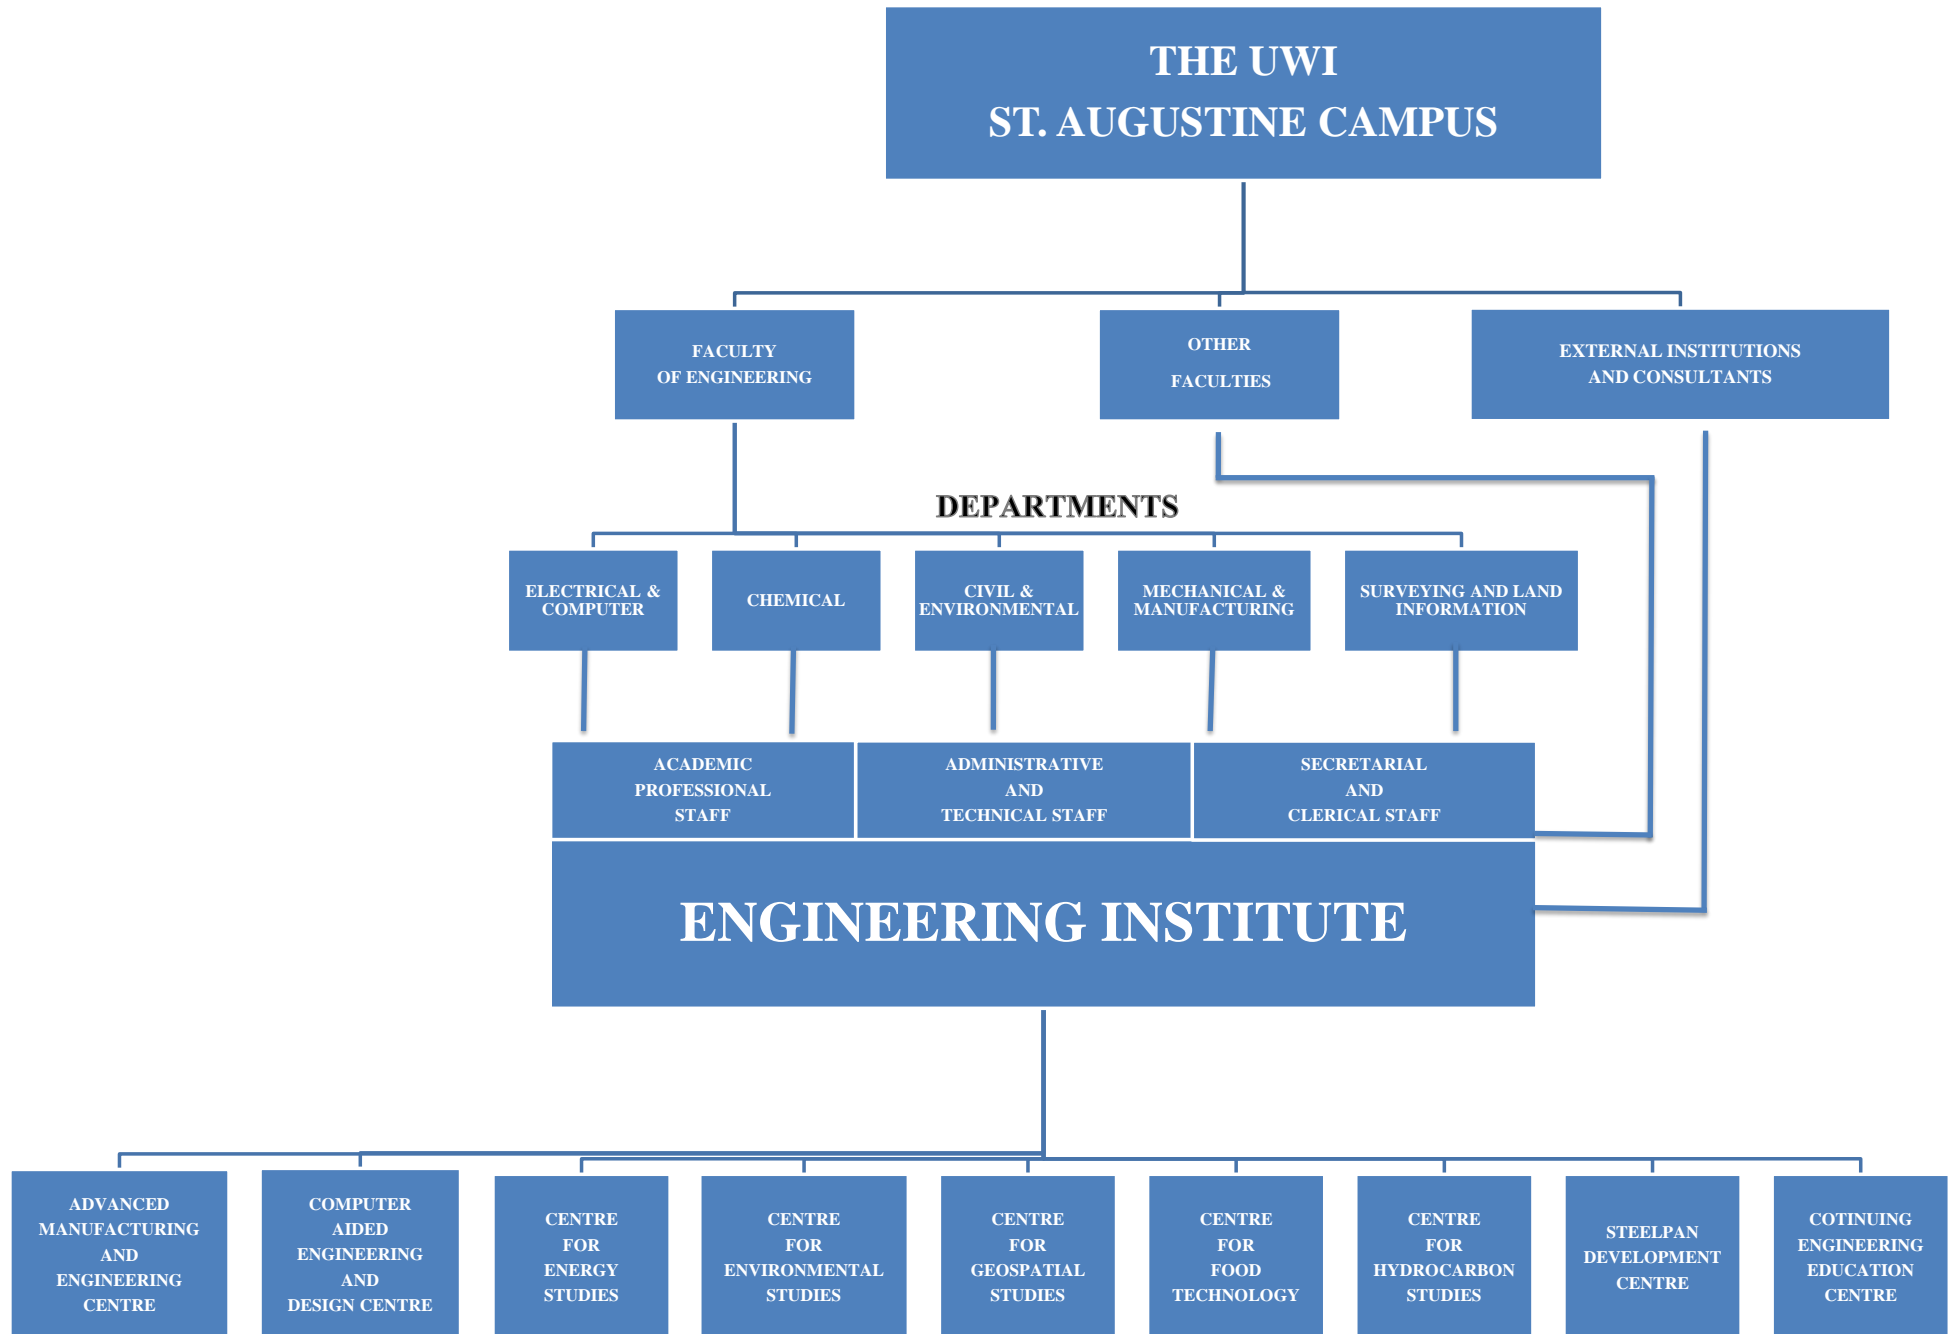 THE UWI
ST. AUGUSTINE CAMPUS
FACULTY
OF ENGINEERING
OTHER
FACULTIES
EXTERNAL INSTITUTIONS
AND CONSULTANTS
DEPARTMENTS
ELECTRICAL &
COMPUTER
CHEMICAL
CIVIL &
ENVIRONMENTAL
MECHANICAL &
MANUFACTURING
SURVEYING AND LAND
INFORMATION
ACADEMIC
PROFESSIONAL
STAFF
ADMINISTRATIVE
AND
TECHNICAL STAFF
SECRETARIAL
AND
CLERICAL STAFF
ENGINEERING INSTITUTE
ADVANCED
MANUFACTURING
AND
ENGINEERING
CENTRE
COMPUTER
AIDED
ENGINEERING
AND
DESIGN CENTRE
CENTRE
FOR
ENERGY
STUDIES
CENTRE
FOR
ENVIRONMENTAL
STUDIES
CENTRE
FOR
GEOSPATIAL
STUDIES
CENTRE
FOR
FOOD
TECHNOLOGY
CENTRE
FOR
HYDROCARBON
STUDIES
STEELPAN
DEVELOPMENT
CENTRE
COTINUING
ENGINEERING
EDUCATION
CENTRE